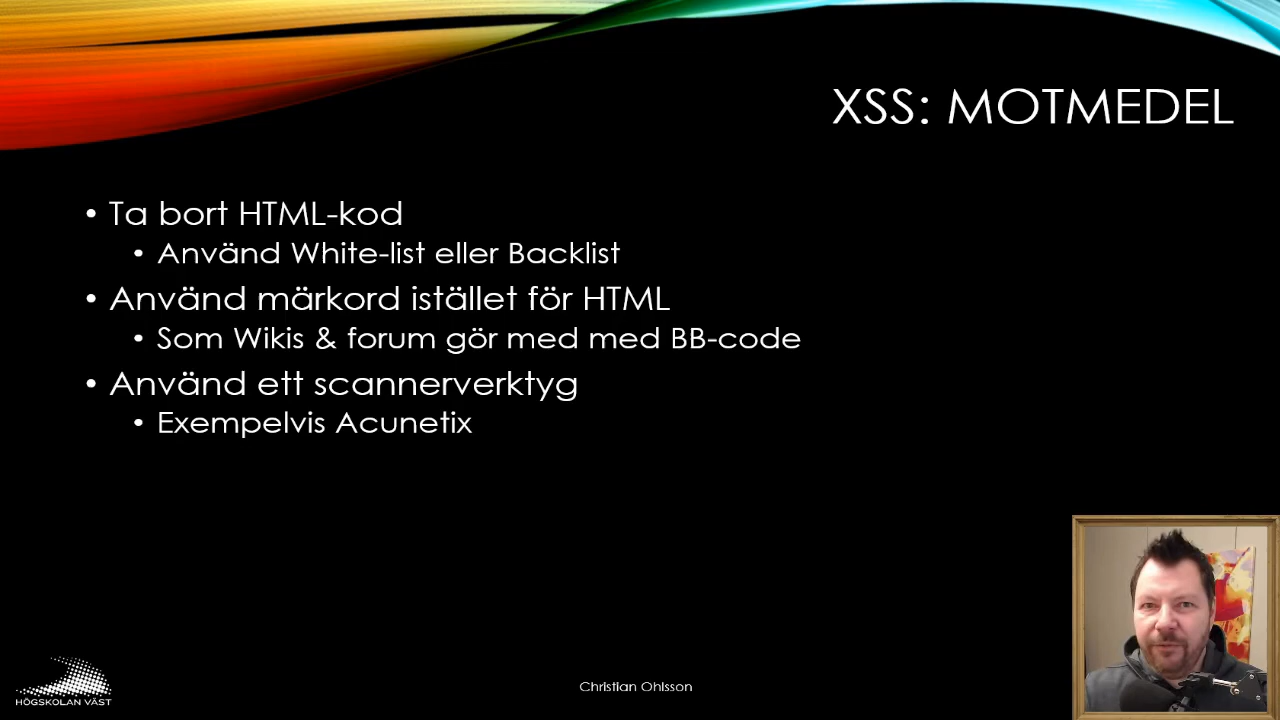 XSS: MOTMEDEL
• Ta bort HTML-kod
• Använd White-list eller Backlist
• Använd märkord istället för HTML
• Som Wikis & forum gör med med BB-code
• Använd ett scannerverktyg
• Exempelvis Acunetix
HÖGSKOLAN VÄST
Christian Ohlsson